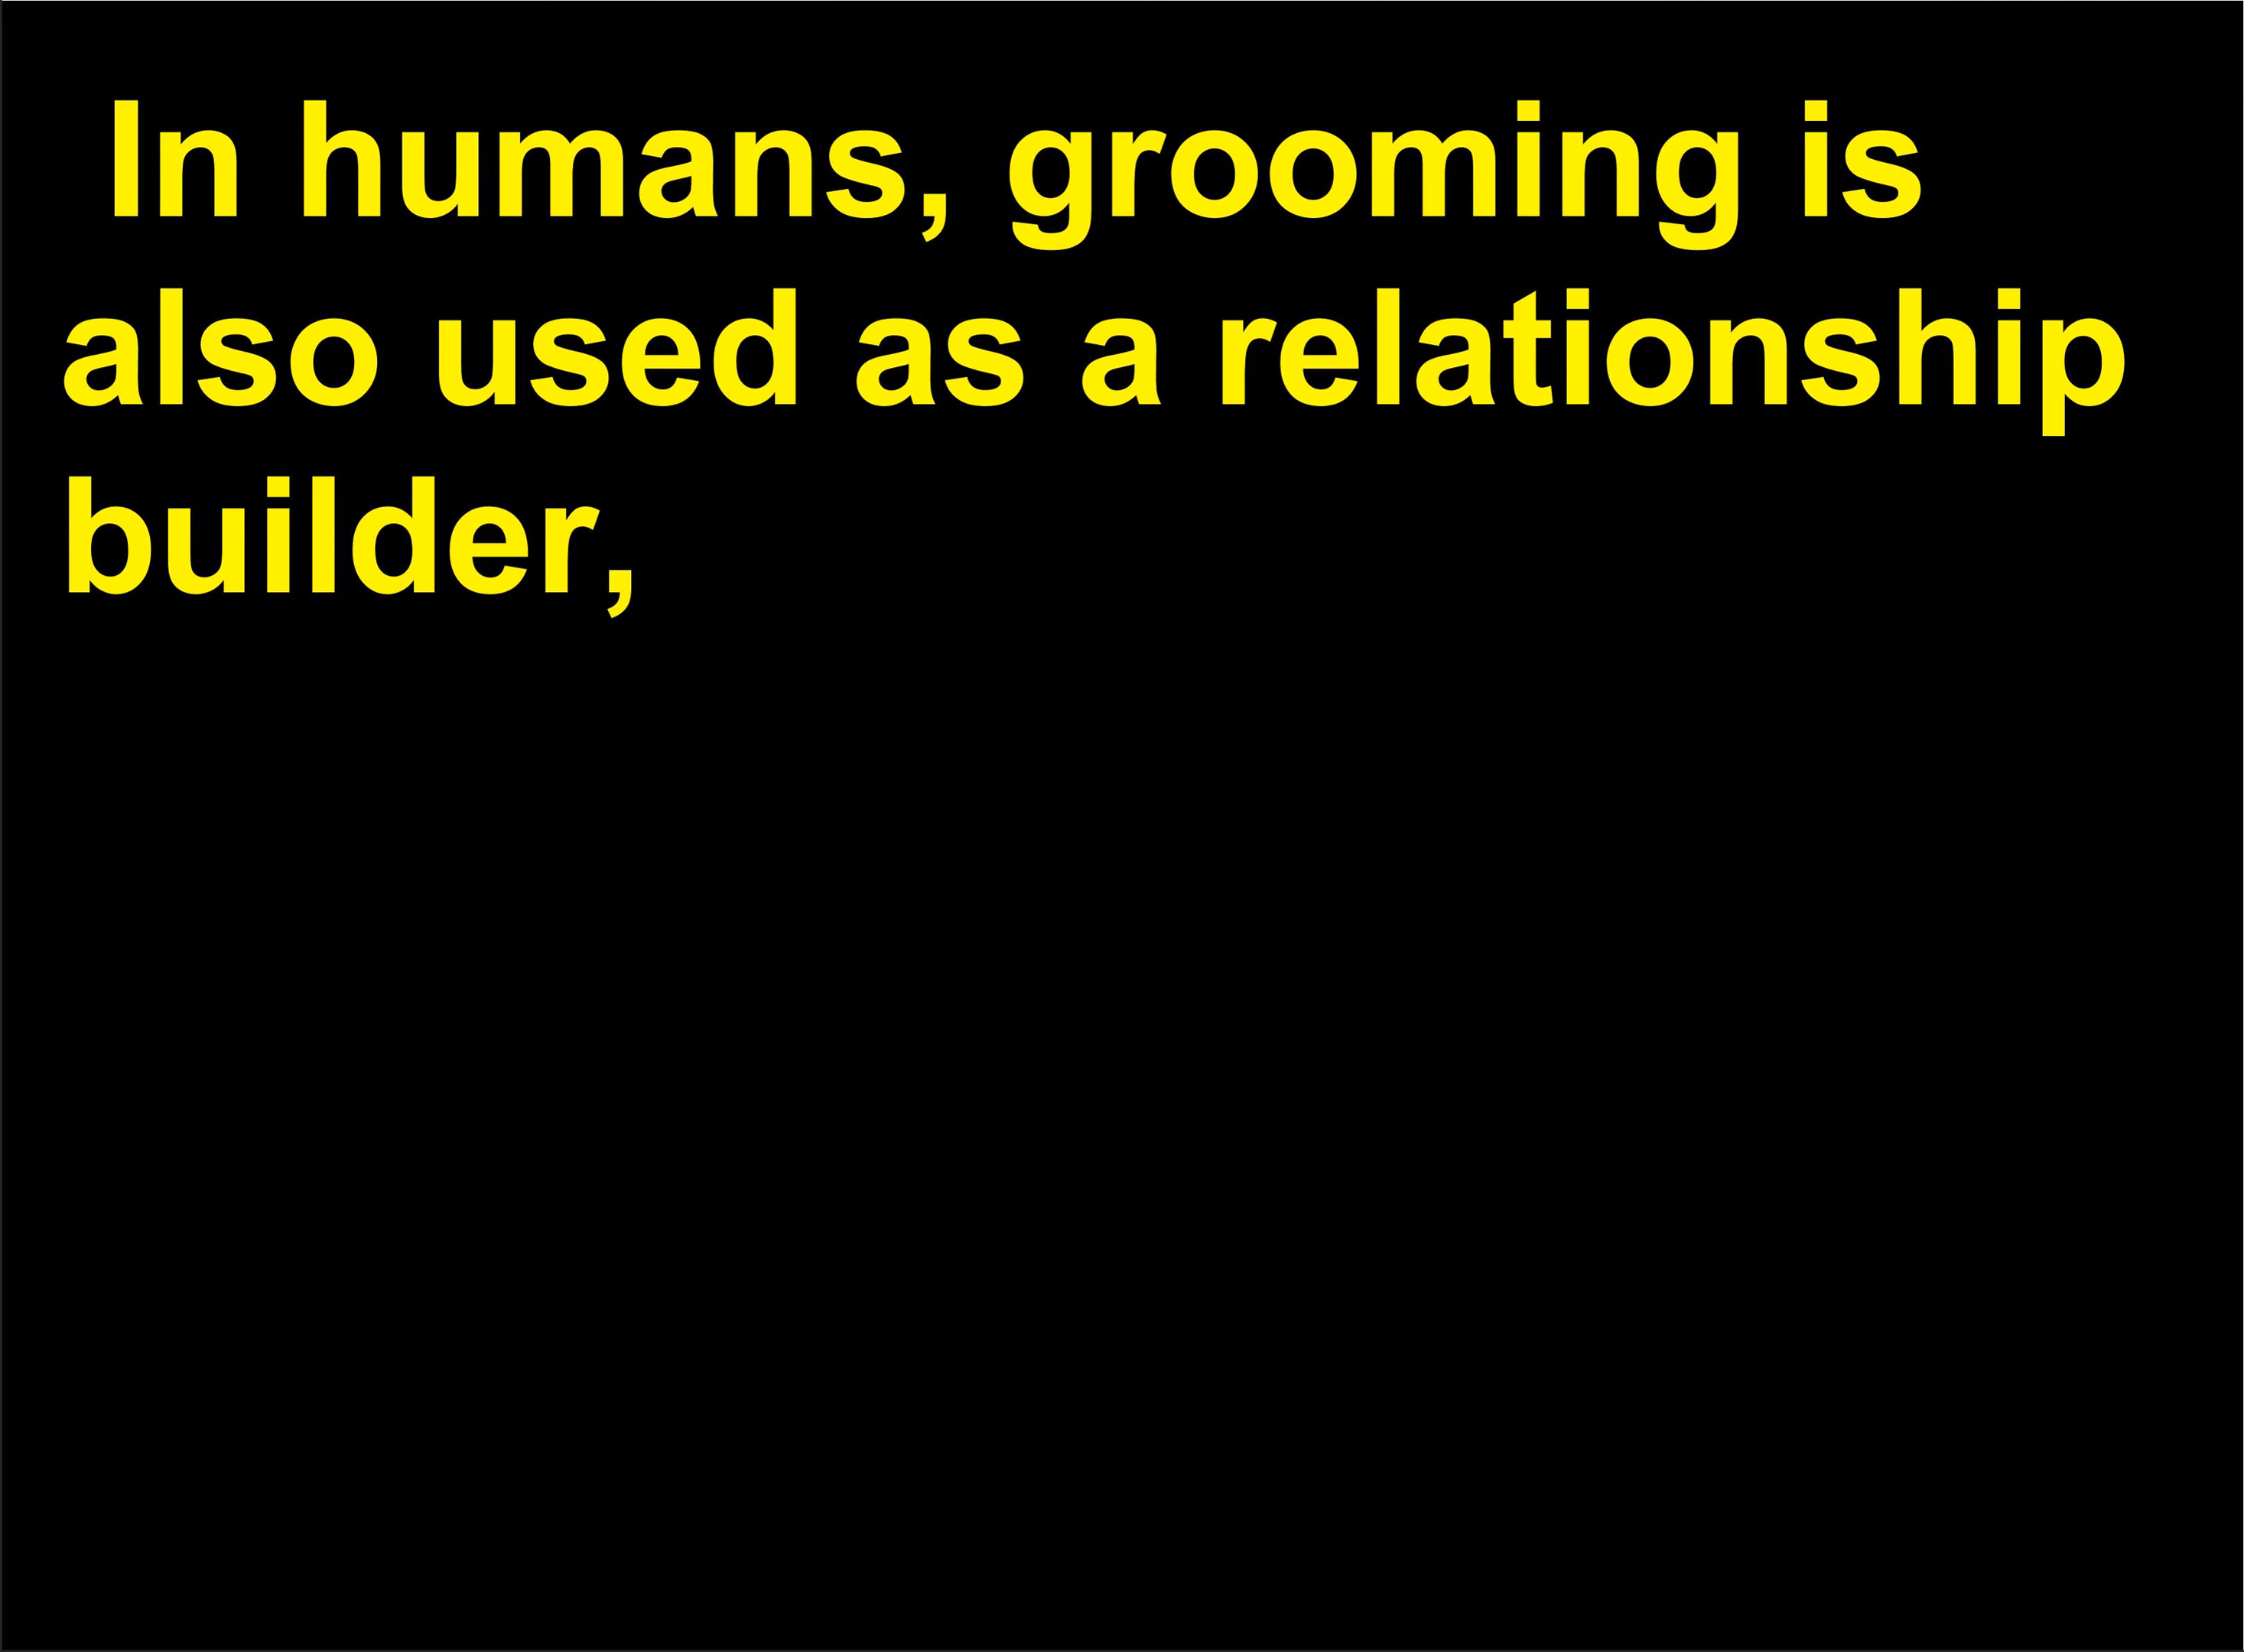 In humans, grooming is
also used as a relationship
builder,